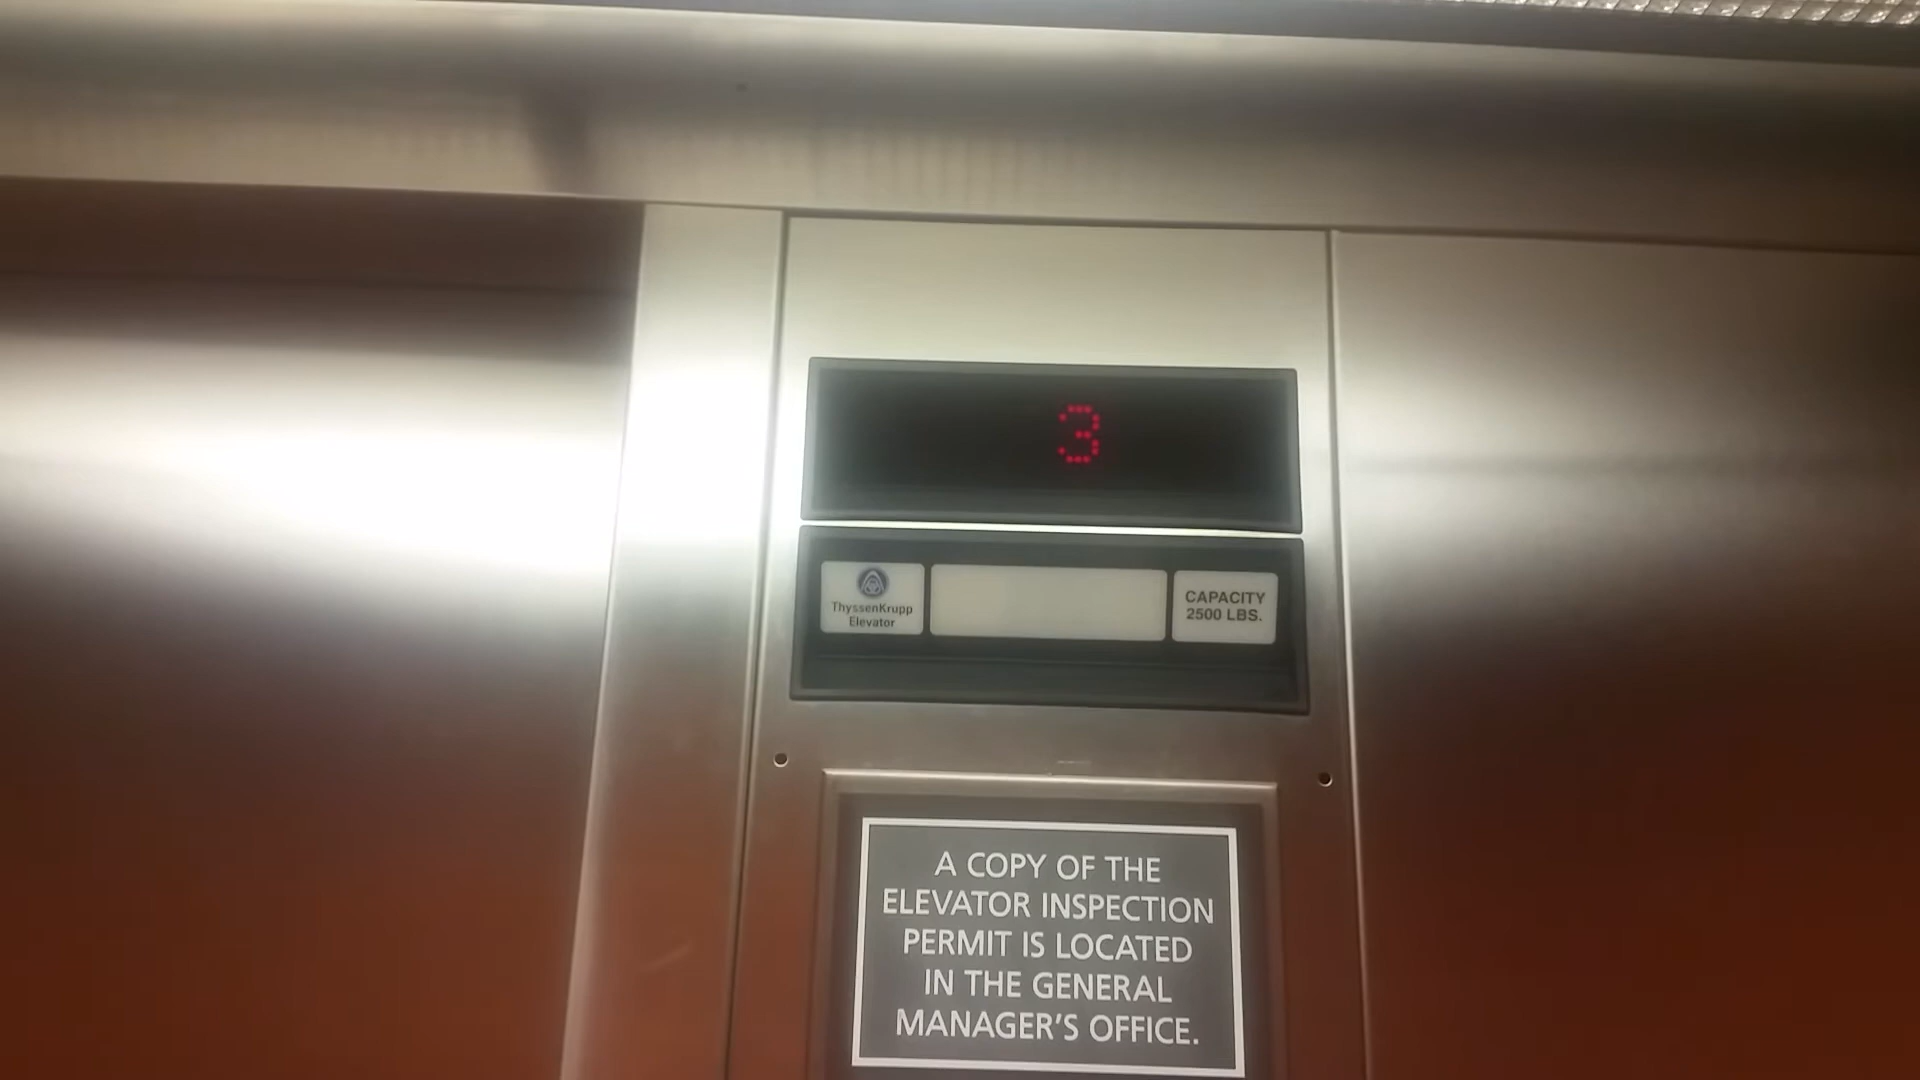 3
ThyssenKrupp
Elevator
CAPACITY
2500 LBS.
A COPY OF THE
ELEVATOR INSPECTION
PERMIT IS LOCATED
IN THE GENERAL
MANAGER'S OFFICE.